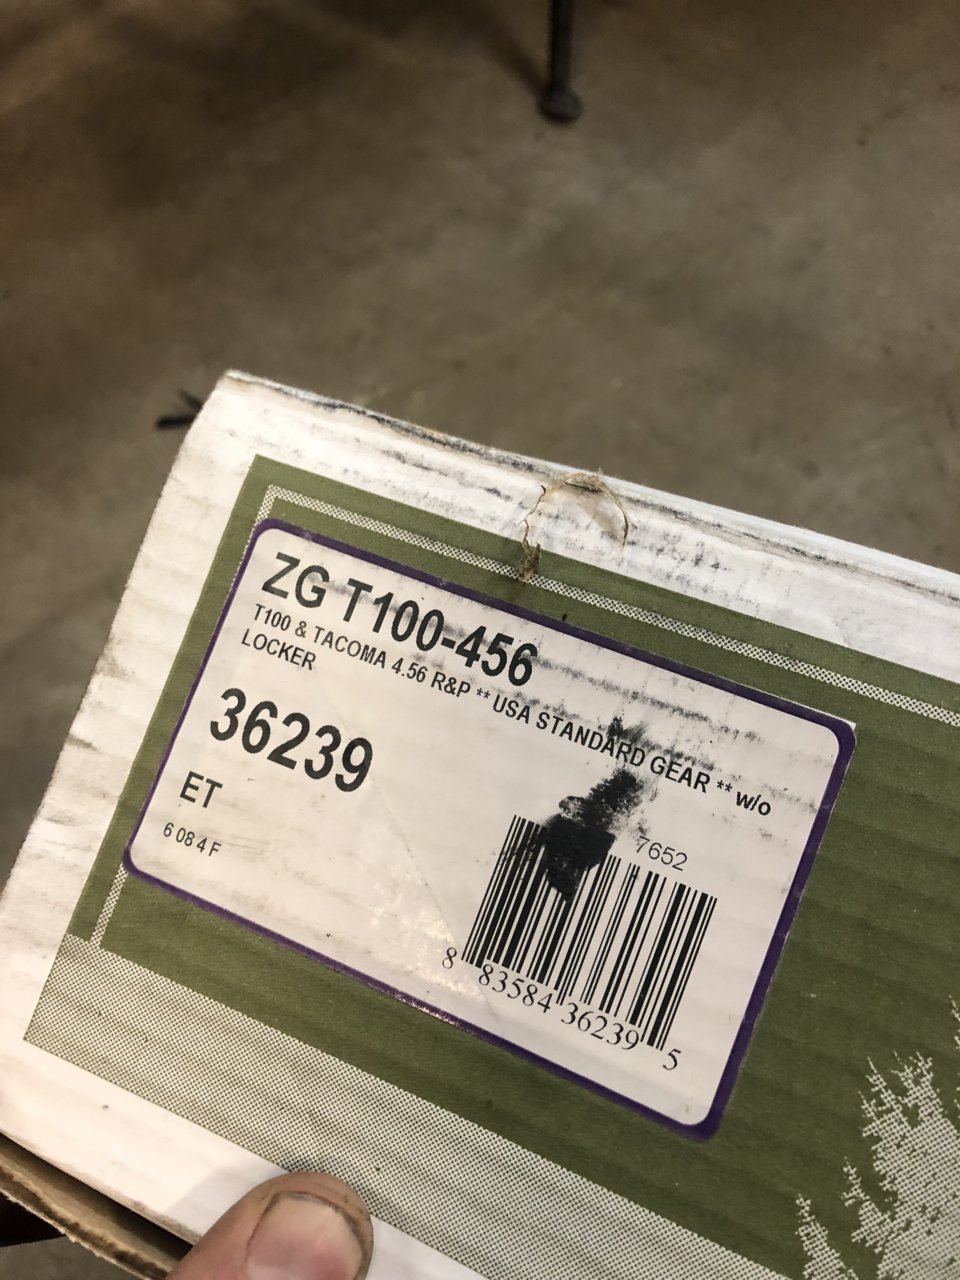 ZG T100-456
T100 & TACOMA 4.56 R&P ** USA STANDARD GEAR ** w/o
LOCKER
36239
ET
6 08 4 F
7652
8 83584 36239 5